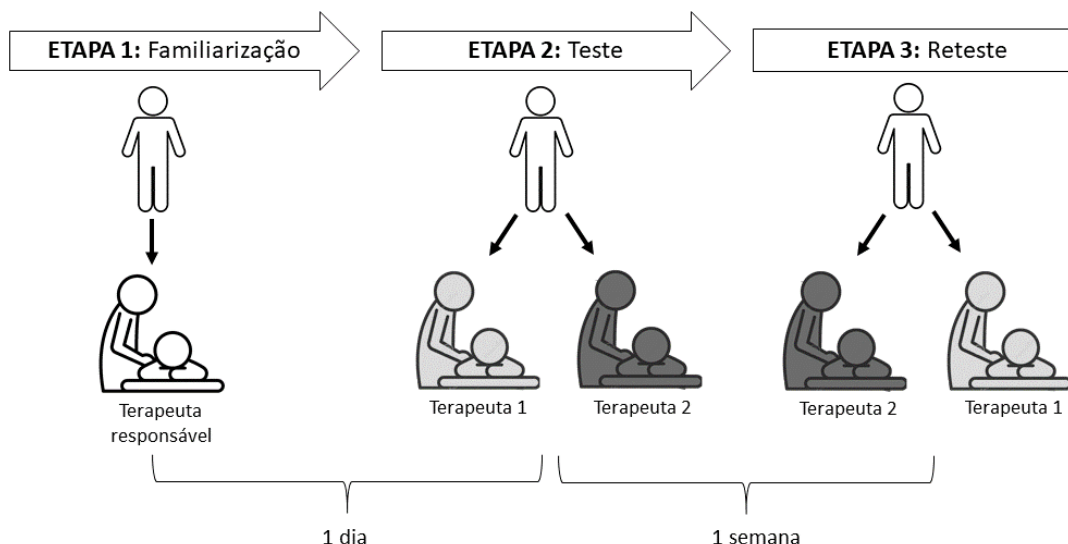 ETAPA 1: Familiarização
ETAPA 2: Teste
ETAPA 3: Reteste
Terapeuta
responsável
Terapeuta 1
Terapeuta 2
Terapeuta 2
Terapeuta 1
1 dia
1 semana